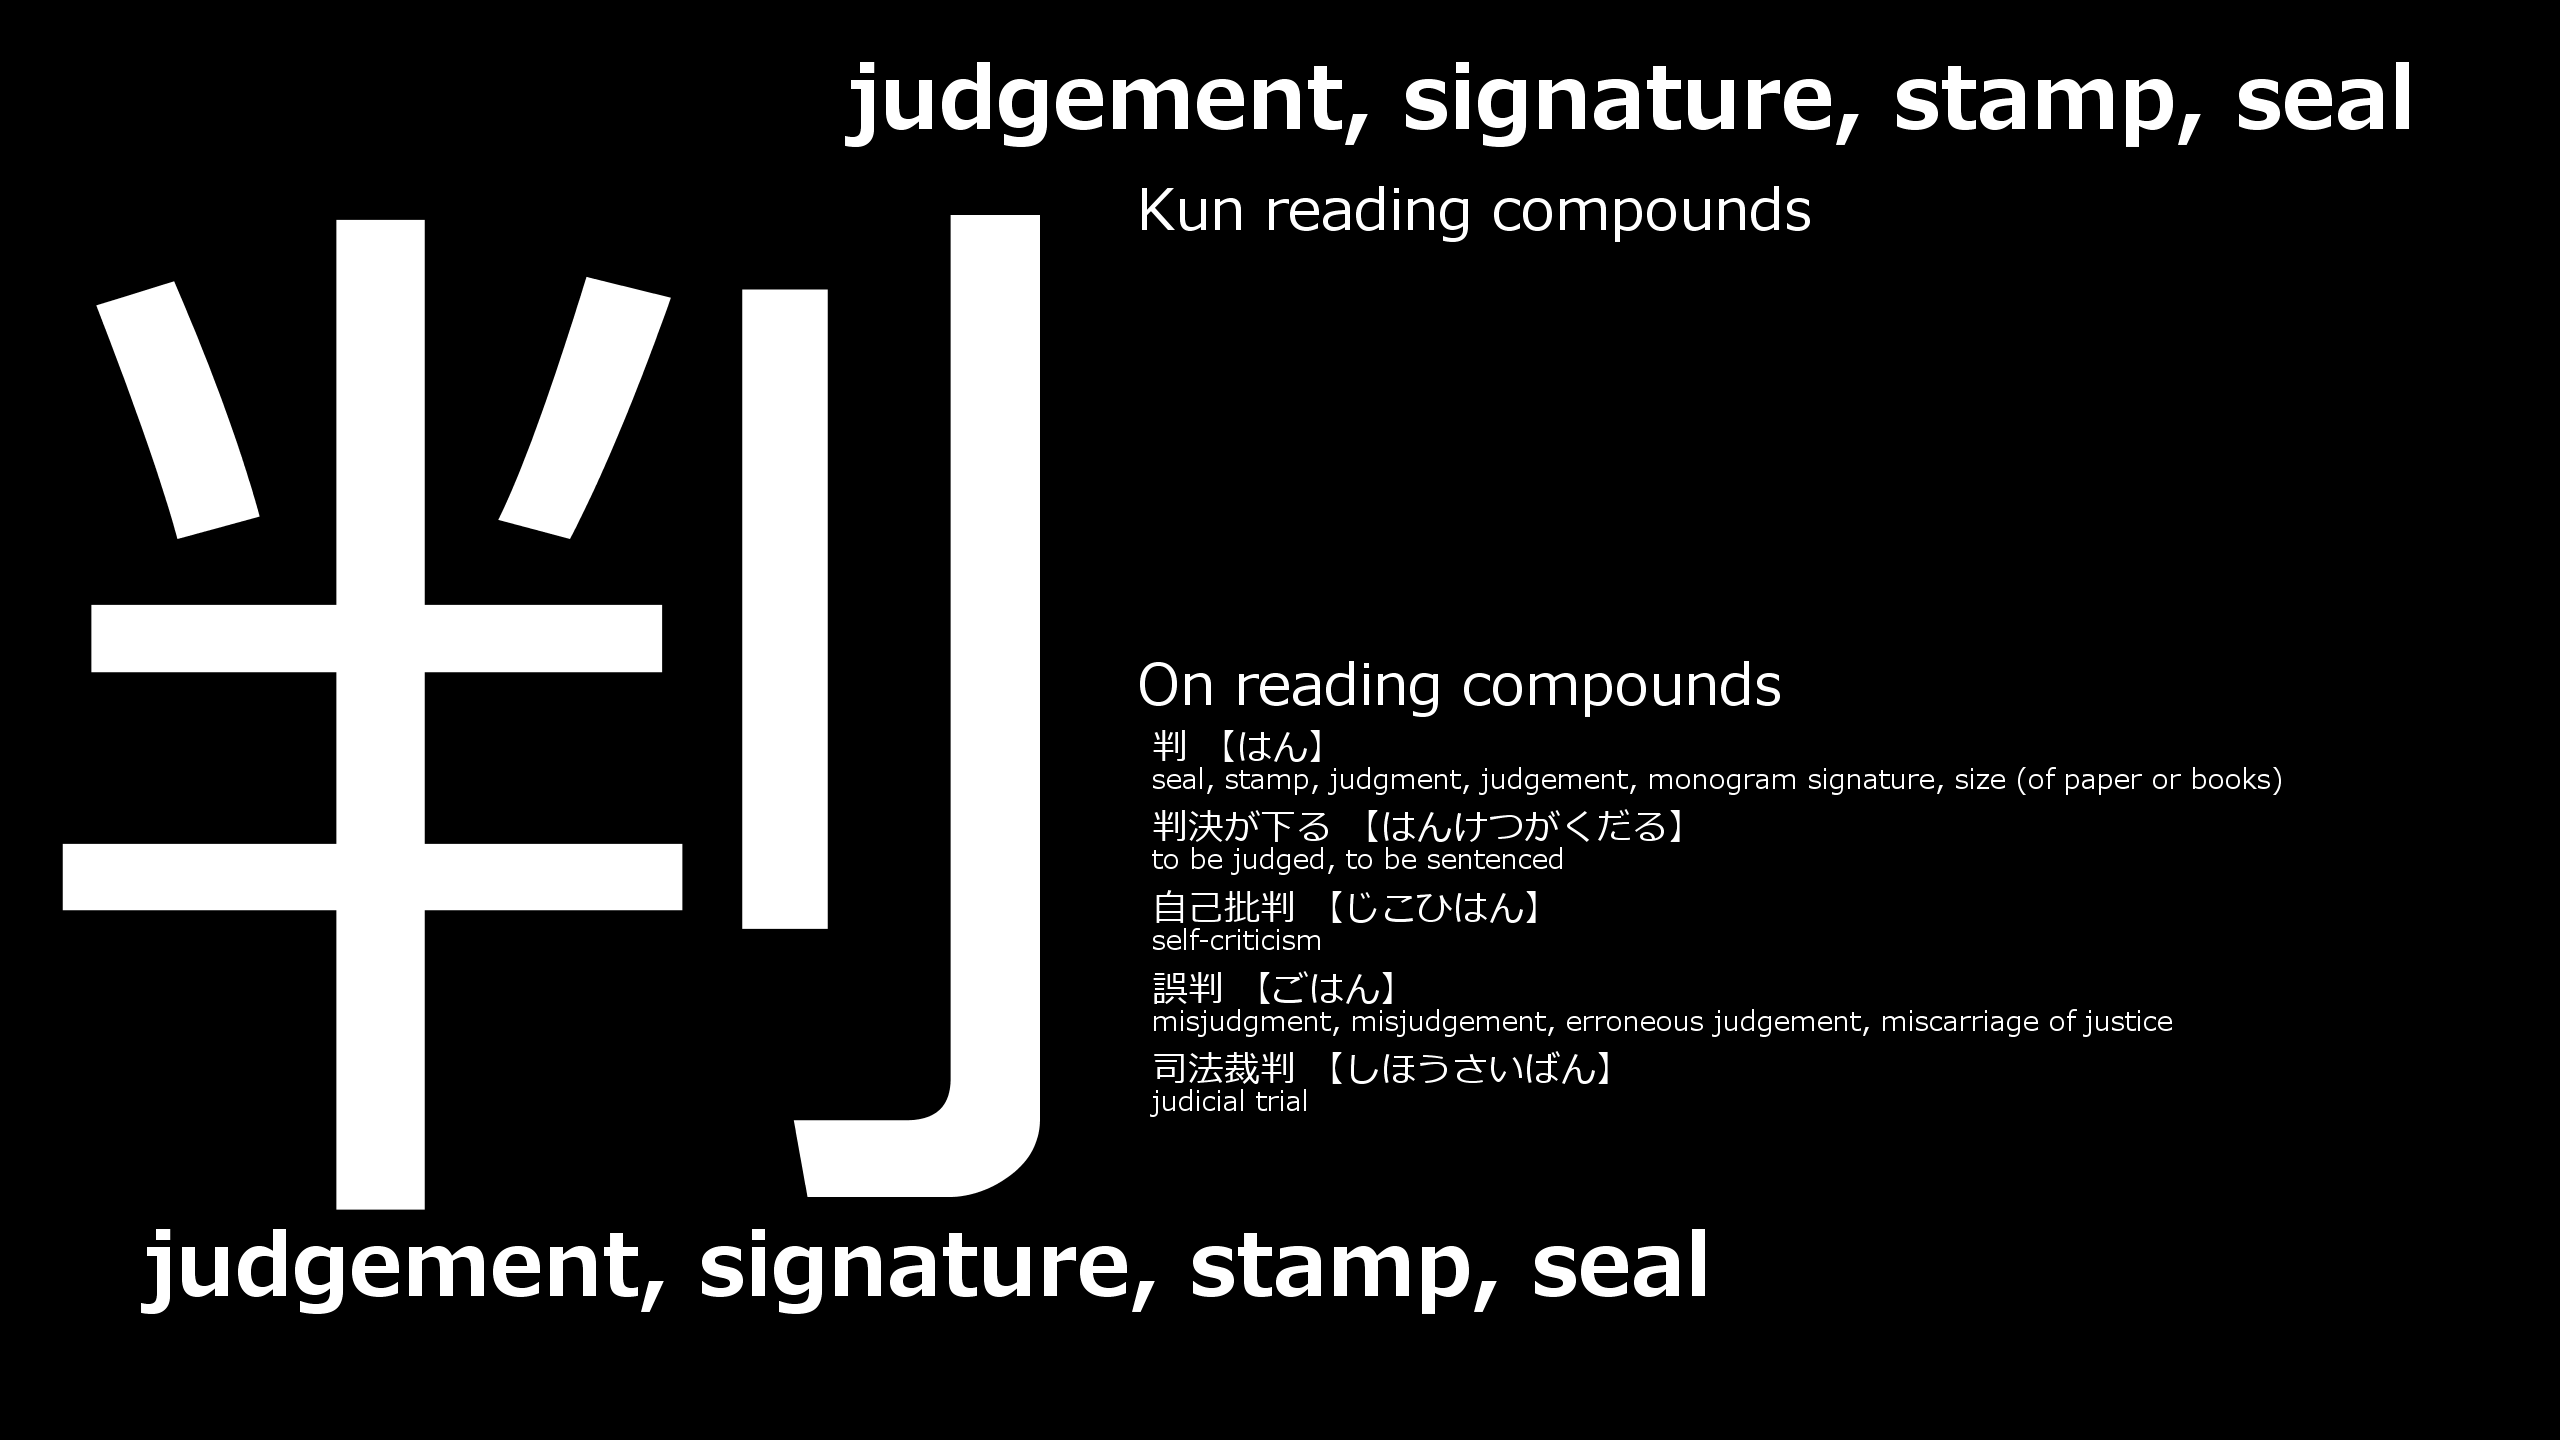 judgement, signature, stamp, seal
判
Kun reading compounds
On reading compounds
判 【はん】
seal, stamp, judgment, judgement, monogram signature, size (of paper or books)
判決が下る 【はんけつがくだる】
to be judged, to be sentenced
自己批判 【じこひはん】
self-criticism
誤判 【ごはん】
misjudgment, misjudgement, erroneous judgement, miscarriage of justice
司法裁判 【しほうさいばん】
judicial trial
judgement, signature, stamp, seal